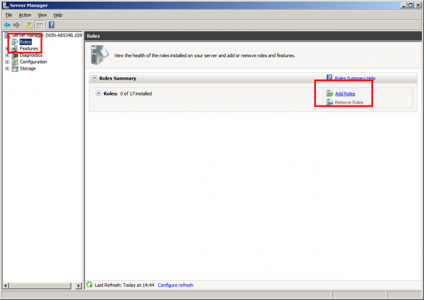 Server Manager
File Action View Help
Server Manager (WIN-A8534IL1G9
Roles
Features
Diagnostics
Configuration
Storage
Roles
View the health of the roles installed on your server and add or remove roles and features.
Roles Summary
Roles Summary Help
Roles: 0 of 17 installed
Add Roles
Remove Roles
Last Refresh: Today at 14:44 Configure refresh